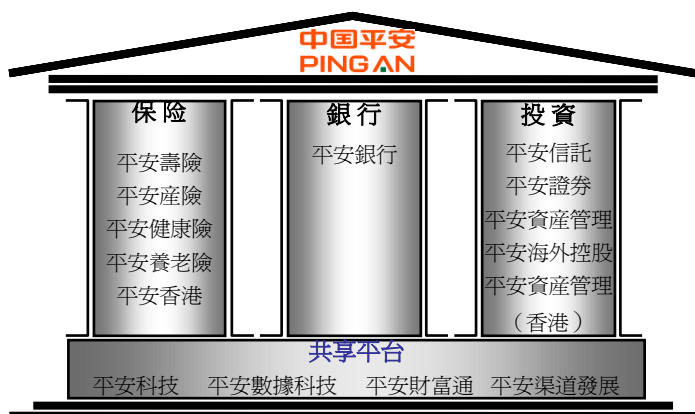 中国平安
PING AN
保险
平安壽險
平安産險
平安健康險
平安養老險
平安香港
銀行
平安銀行
投資
平安信託
平安證券
平安資産管理
平安海外控股
平安資産管理
（香港）
共享平台
平安科技 平安數據科技 平安財富通 平安渠道發展